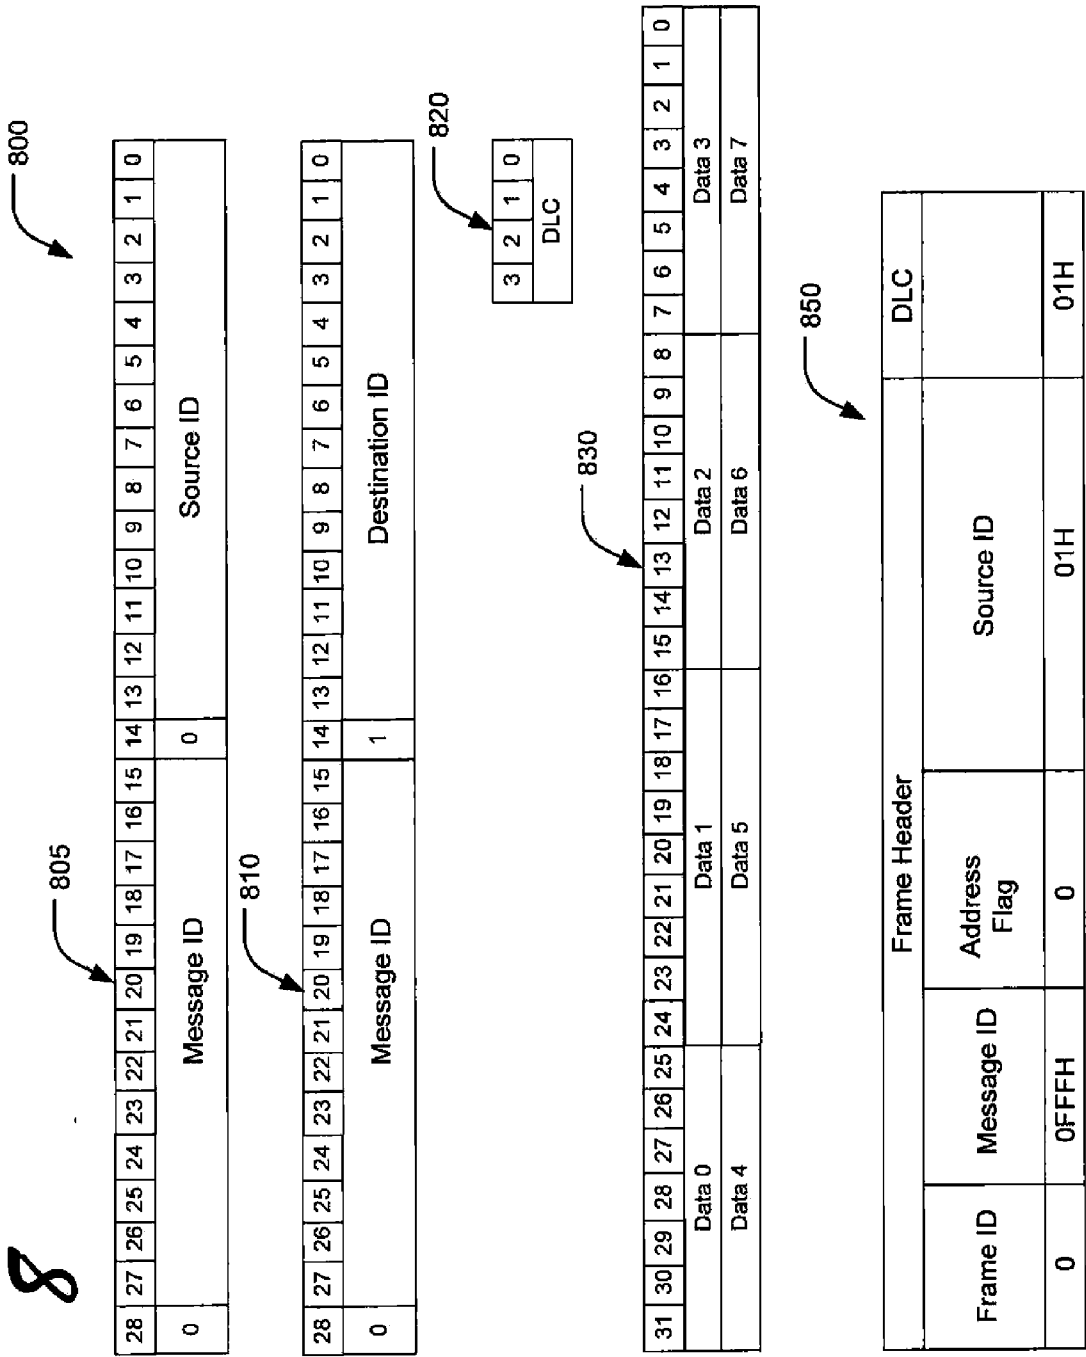 8
800
805
28 27 26 25 24 23 22 21 20 19 18 17 16 15 14 13 12 11 10 9 8 7 6 5 4 3 2 1 0
0 Message ID 0 Source ID
810
28 27 26 25 24 23 22 21 20 19 18 17 16 15 14 13 12 11 10 9 8 7 6 5 4 3 2 1 0
0 Message ID 1 Destination ID
820
3 2 1 0
DLC
830
31 30 29 28 27 26 25 24 23 22 21 20 19 18 17 16 15 14 13 12 11 10 9 8 7 6 5 4 3 2 1 0
Data 0 Data 1 Data 2 Data 3
Data 4 Data 5 Data 6 Data 7
850
Frame Header DLC
Frame ID Message ID Address Source ID
Flag
0 0FFFH 0 01H 01H